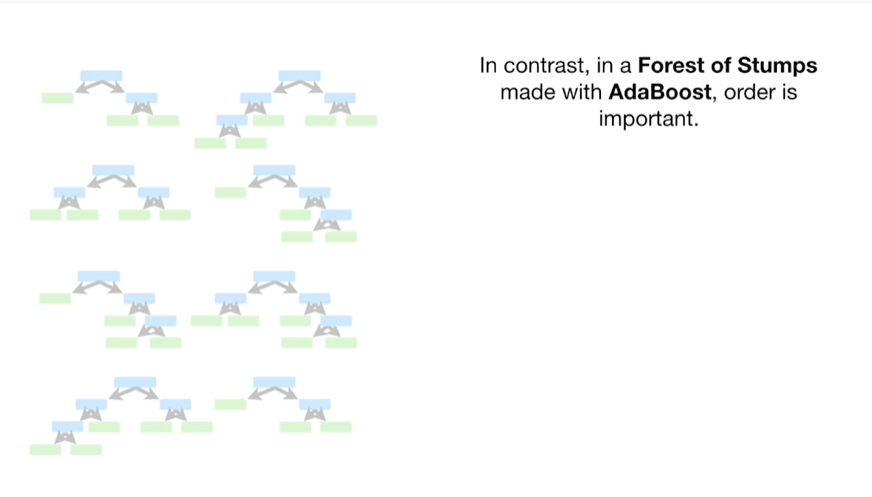 In contrast, in a Forest of Stumps
made with AdaBoost, order is
important.